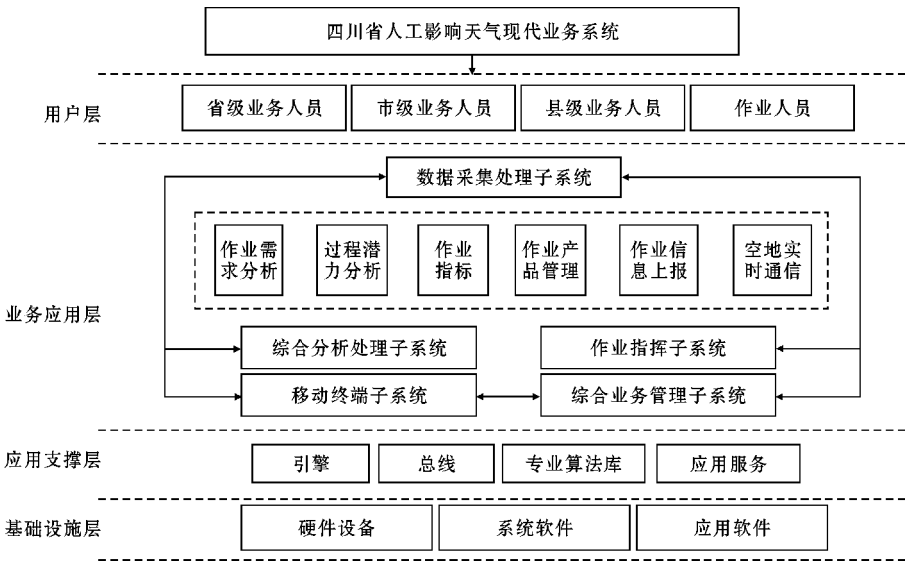 四川省人工影响天气现代业务系统
用户层
省级业务人员
市级业务人员
县级业务人员
作业人员
业务应用层
数据采集处理子系统
作业需
求分析
过程潜
力分析
作业
指标
作业产
品管理
作业信
息上报
空地实
时通信
综合分析处理子系统
作业指挥子系统
移动终端子系统
综合业务管理子系统
应用支撑层
引擎
总线
专业算法库
应用服务
基础设施层
硬件设备
系统软件
应用软件